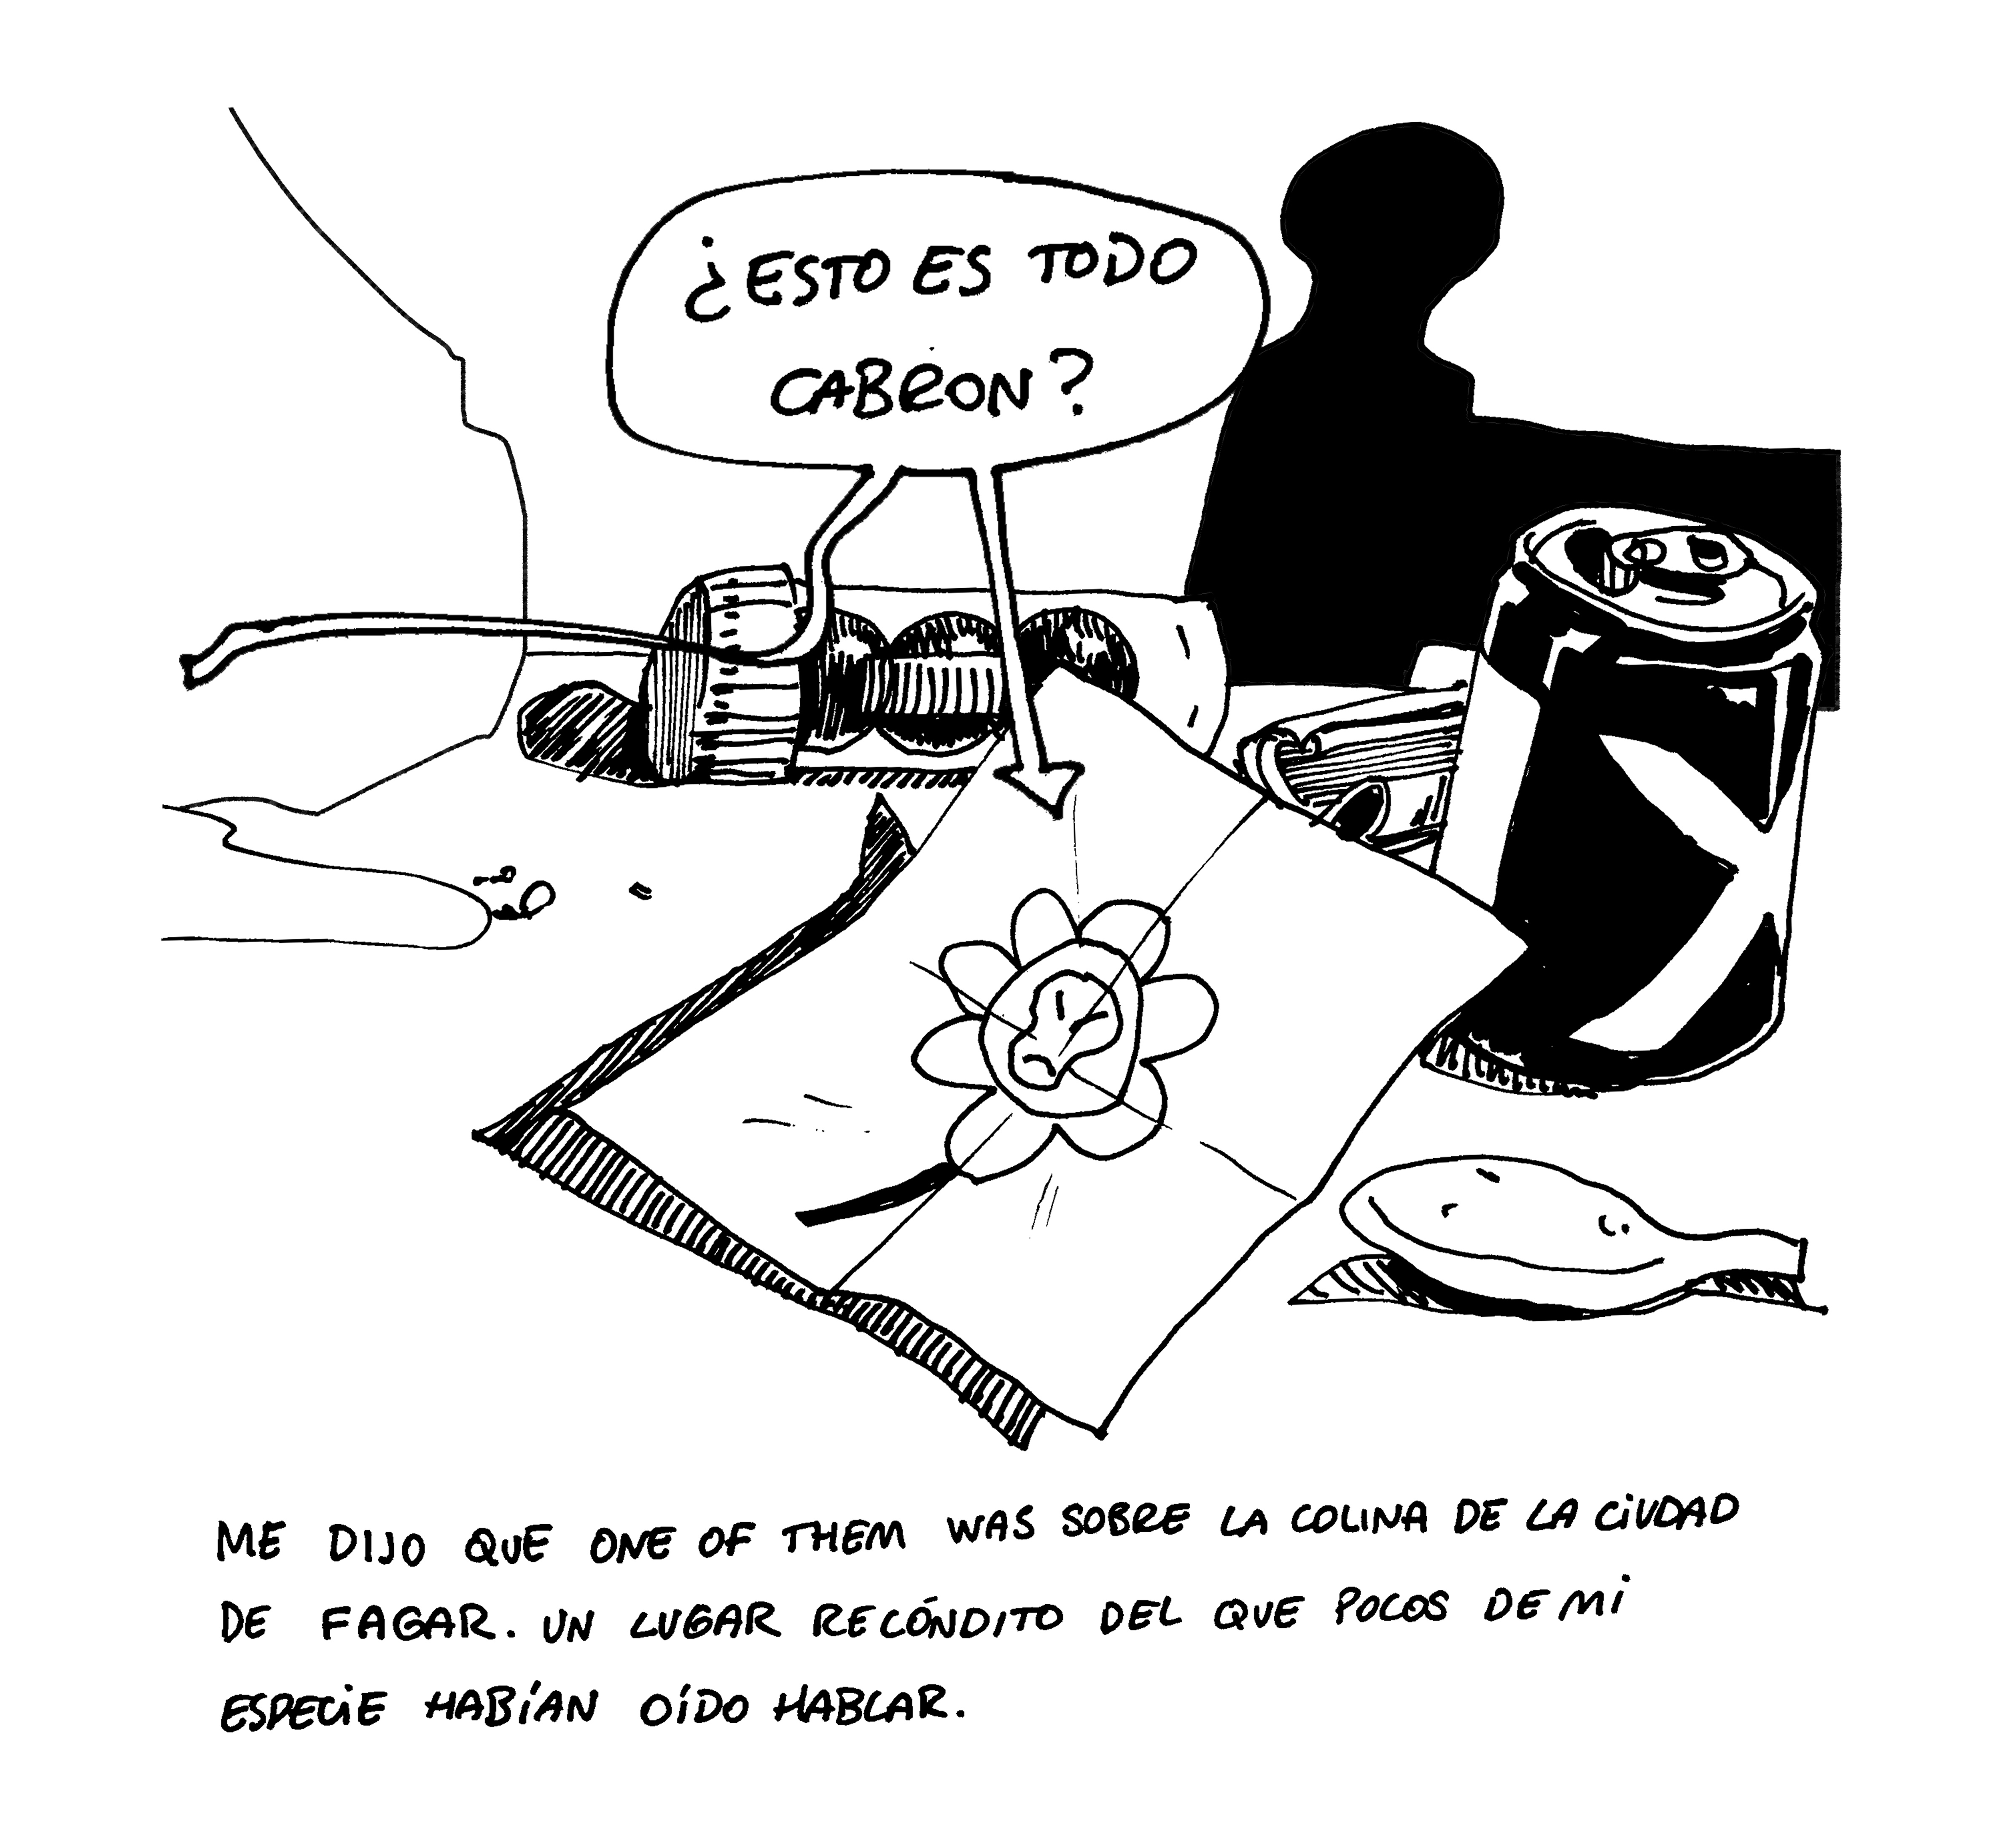 ¿ESTO ES TODO
CABRON?
ME DIJO QUE ONE OF THEM WAS SOBRE LA COLINA DE LA CIUDAD
DE FAGAR. UN LUGAR RECÓNDITO DEL QUE POCOS DE MI
ESPECIE HABÍAN OÍDO HABLAR.